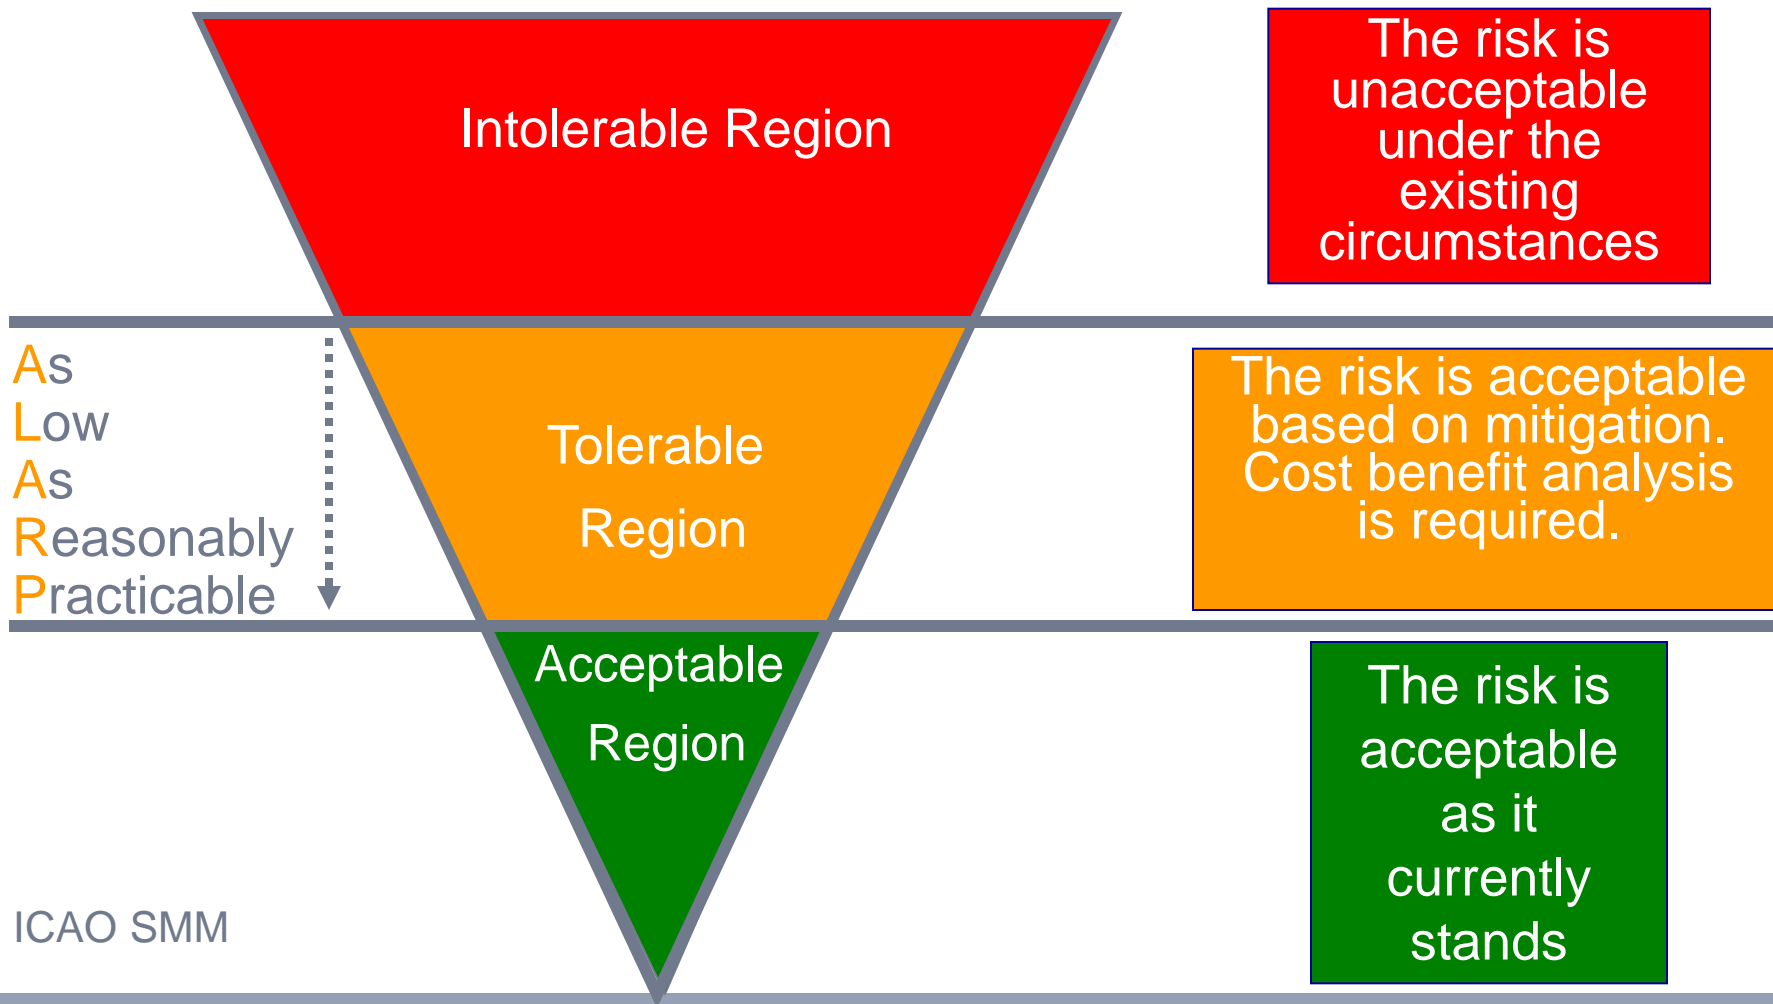 Intolerable Region
The risk is
unacceptable
under the
existing
circumstances
As
Low
As
Reasonably
Practicable
Tolerable
Region
The risk is acceptable
based on mitigation.
Cost benefit analysis
is required.
Acceptable
Region
The risk is
acceptable
as it
currently
stands
ICAO SMM